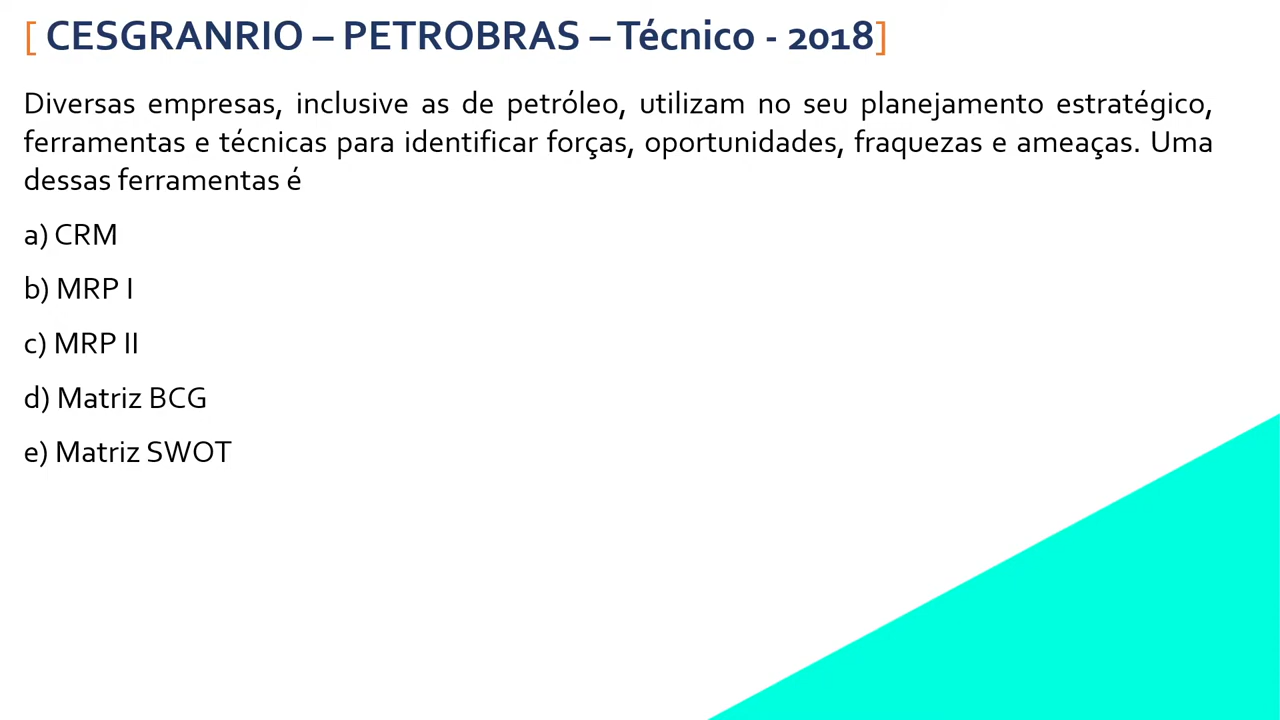 [ CESGRANRIO – PETROBRAS – Técnico - 2018]
Diversas empresas, inclusive as de petróleo, utilizam no seu planejamento estratégico,
ferramentas e técnicas para identificar forças, oportunidades, fraquezas e ameaças. Uma
dessas ferramentas é
a) CRM
b) MRP I
c) MRP II
d) Matriz BCG
e) Matriz SWOT